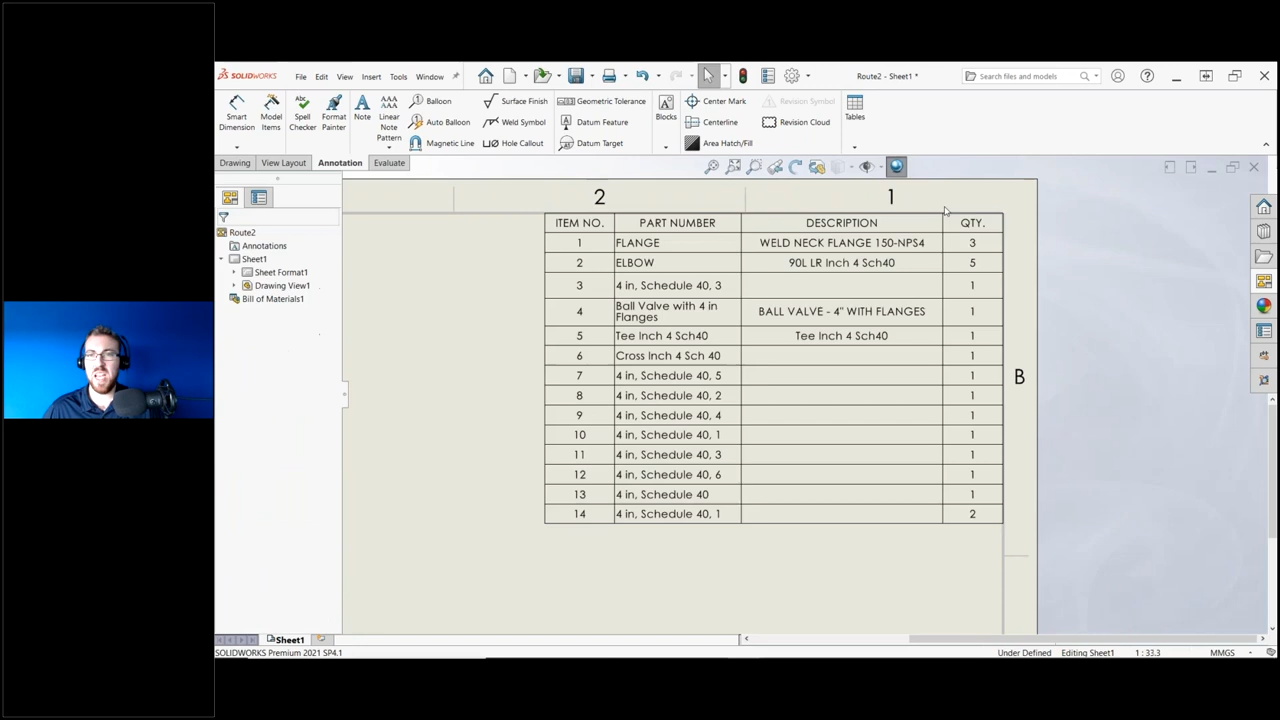 SOLIDWORKS File Edit View Insert Tools Window Route2 - Sheet1 * Search files and models
Smart Dimension
Model Items
Spell Checker
Format Painter
Note
Linear Note Pattern
Balloon
Auto Balloon
Magnetic Line
Surface Finish
Weld Symbol
Hole Callout
Geometric Tolerance
Datum Feature
Datum Target
Blocks
Center Mark
Centerline
Area Hatch/Fill
Revision Symbol
Revision Cloud
Tables
Drawing View Layout Annotation Evaluate
Route2
Annotations
Sheet1
Sheet Format1
Drawing View1
Bill of Materials1
2 1
ITEM NO. PART NUMBER DESCRIPTION QTY.
1 FLANGE WELD NECK FLANGE 150-NPS4 3
2 ELBOW 90L LR Inch 4 Sch40 5
3 4 in, Schedule 40, 3 1
4 Ball Valve with 4 in Flanges BALL VALVE - 4" WITH FLANGES 1
5 Tee Inch 4 Sch40 Tee Inch 4 Sch40 1
6 Cross Inch 4 Sch 40 1
7 4 in, Schedule 40, 5 1
8 4 in, Schedule 40, 2 1
9 4 in, Schedule 40, 4 1
10 4 in, Schedule 40, 1 1
11 4 in, Schedule 40, 3 1
12 4 in, Schedule 40, 6 1
13 4 in, Schedule 40 1
14 4 in, Schedule 40, 1 2
B
Sheet1
SOLIDWORKS Premium 2021 SP4.1 Under Defined Editing Sheet1 1 : 33.3 MMGS